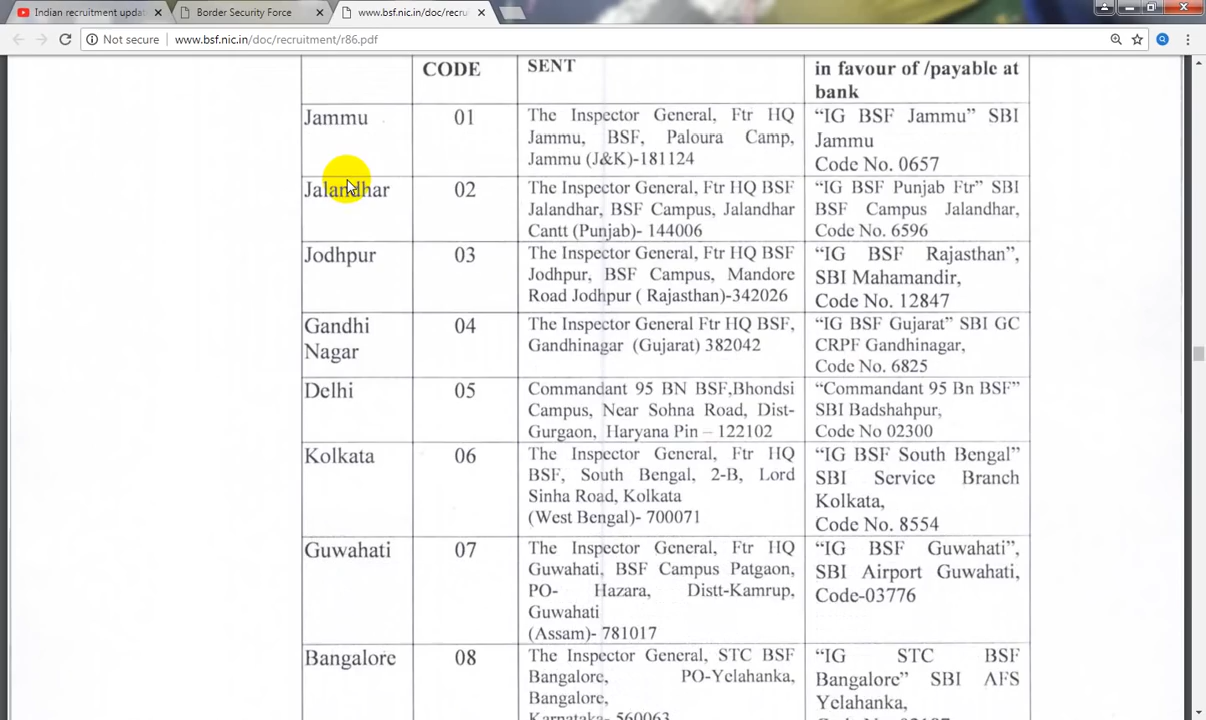 Indian recruitment updat
Border Security Force
www.bsf.nic.in/doc/recru
Not secure
www.bsf.nic.in/doc/recruitment/r86.pdf
CODE
SENT
in favour of /payable at
bank
Jammu
01
The Inspector General, Ftr HQ
Jammu, BSF, Paloura Camp,
Jammu (J&K)-181124
“IG BSF Jammu” SBI
Jammu
Code No. 0657
Jalandhar
02
The Inspector General, Ftr HQ BSF
Jalandhar, BSF Campus, Jalandhar
Cantt (Punjab)- 144006
“IG BSF Punjab Ftr” SBI
BSF Campus Jalandhar,
Code No. 6596
Jodhpur
03
The Inspector General, Ftr HQ BSF
Jodhpur, BSF Campus, Mandore
Road Jodhpur ( Rajasthan)-342026
“IG BSF Rajasthan”,
SBI Mahamandir,
Code No. 12847
Gandhi
Nagar
04
The Inspector General Ftr HQ BSF,
Gandhinagar (Gujarat) 382042
“IG BSF Gujarat” SBI GC
CRPF Gandhinagar,
Code No. 6825
Delhi
05
Commandant 95 BN BSF,Bhondsi
Campus, Near Sohna Road, Dist-
Gurgaon, Haryana Pin – 122102
“Commandant 95 Bn BSF”
SBI Badshahpur,
Code No 02300
Kolkata
06
The Inspector General, Ftr HQ
BSF, South Bengal, 2-B, Lord
Sinha Road, Kolkata
(West Bengal)- 700071
“IG BSF South Bengal”
SBI Service Branch
Kolkata,
Code No. 8554
Guwahati
07
The Inspector General, Ftr HQ
Guwahati, BSF Campus Patgaon,
PO- Hazara, Distt-Kamrup,
Guwahati
(Assam)- 781017
“IG BSF Guwahati”,
SBI Airport Guwahati,
Code-03776
Bangalore
08
The Inspector General, STC BSF
Bangalore, PO-Yelahanka,
Bangalore,
Karnataka- 560063
“IG STC BSF
Bangalore” SBI AFS
Yelahanka,